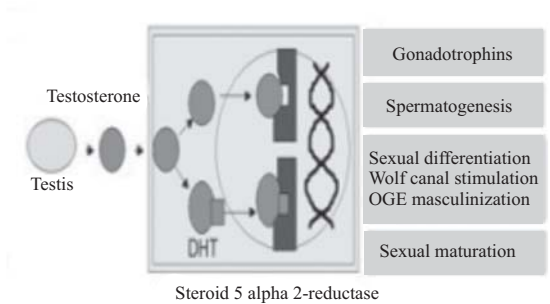 Gonadotrophins
Testosterone
Spermatogenesis
Testis
Sexual differentiation
Wolf canal stimulation
OGE masculinization
DHT
Sexual maturation
Steroid 5 alpha 2-reductase